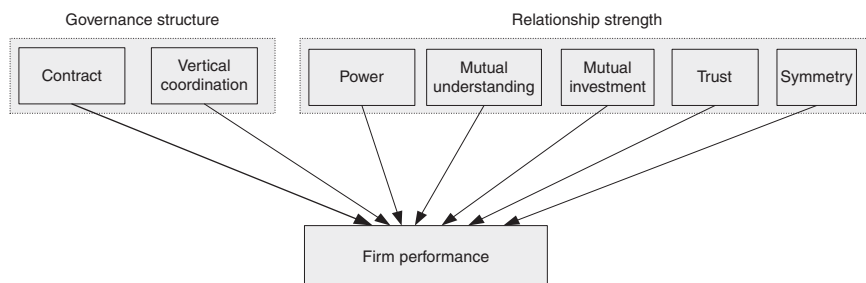 Governance structure
Relationship strength
Contract
Vertical
coordination
Power
Mutual
understanding
Mutual
investment
Trust
Symmetry
Firm performance